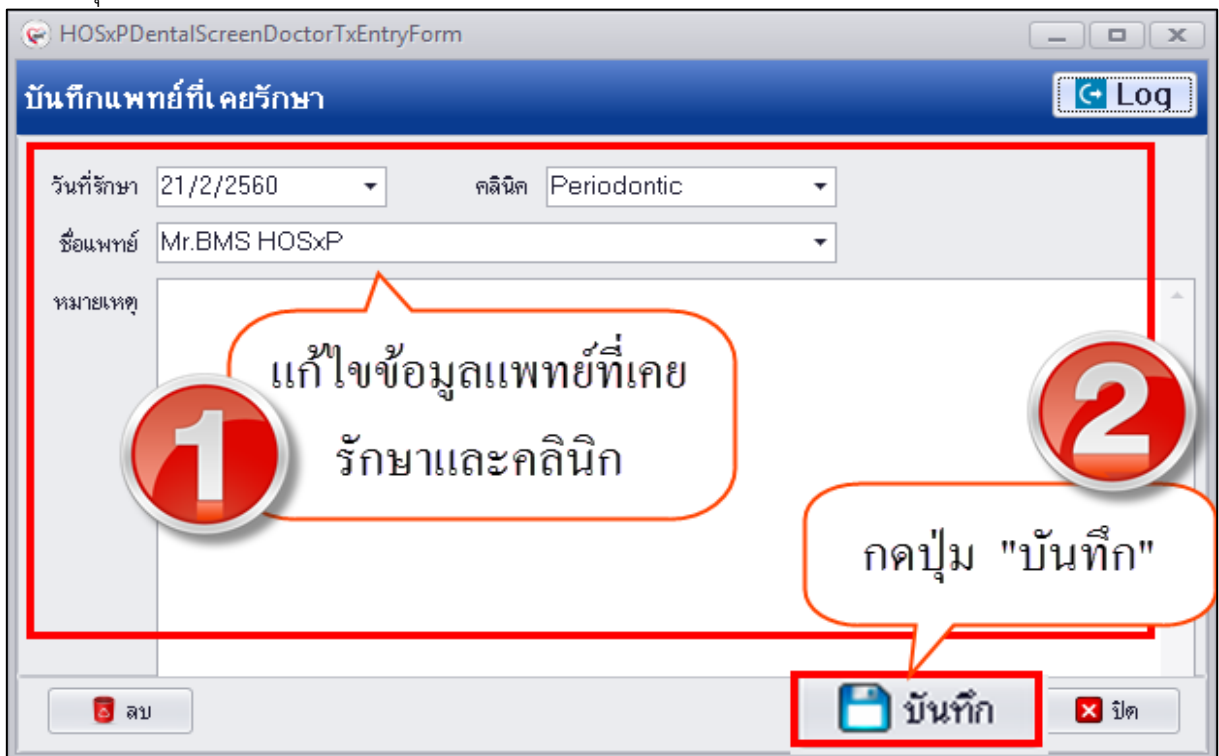 HOSxPDentalScreenDoctorTxEntryForm
บันทึกแพทย์ที่เคยรักษา
Log
วันที่รักษา 21/2/2560 คลินิค Periodontic
ชื่อแพทย์ Mr.BMS HOSxP
หมายเหตุ
แก้ไขข้อมูลแพทย์ที่เคย
รักษาและคลินิก
1
2
กดปุ่ม "บันทึก"
ลบ
บันทึก
ปิด